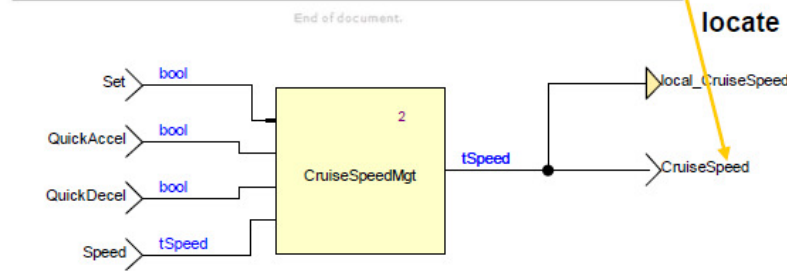 End of document.
locate
Set
bool
local_CruiseSpeed
2
QuickAccel
bool
tSpeed
CruiseSpeed
CruiseSpeedMgt
QuickDecel
bool
Speed
tSpeed